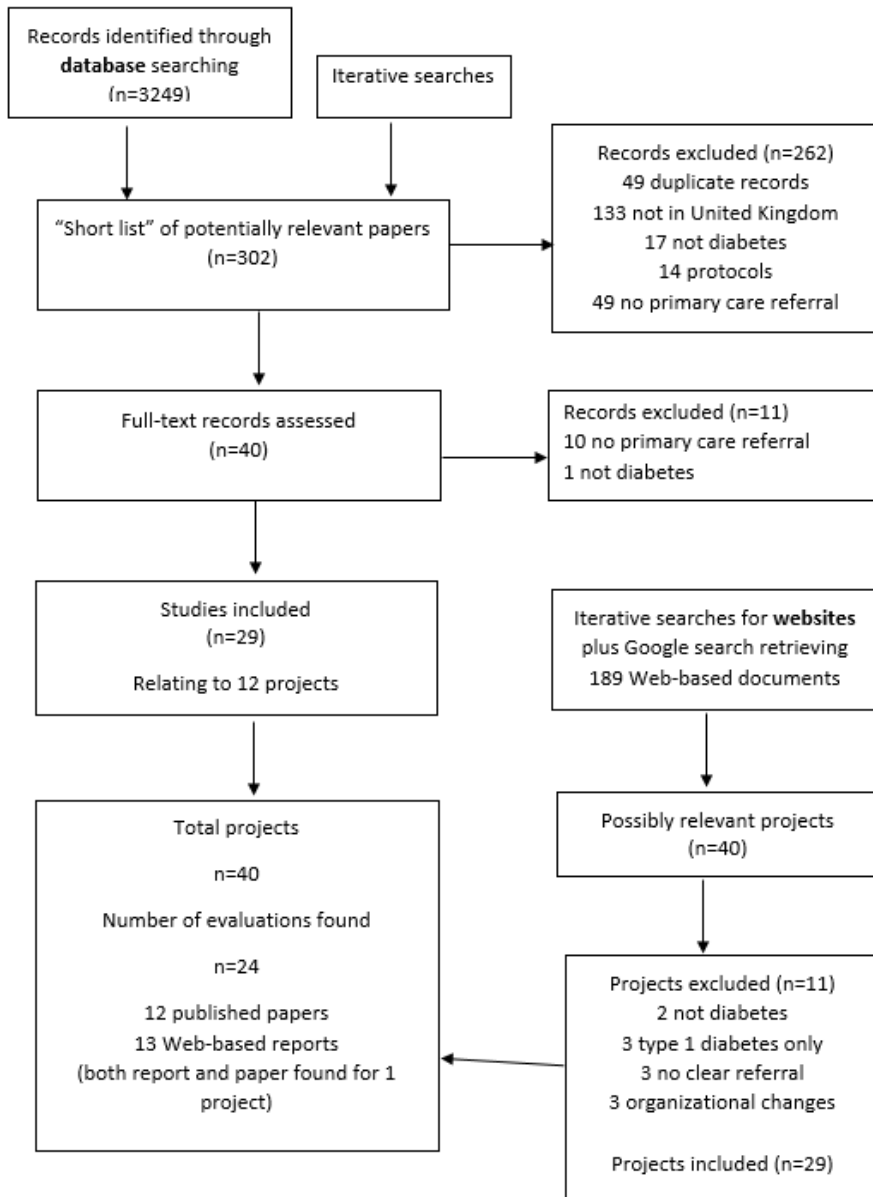 Records identified through
database searching
(n=3249)
Iterative searches
Records excluded (n=262)
49 duplicate records
133 not in United Kingdom
17 not diabetes
14 protocols
49 no primary care referral
“Short list” of potentially relevant papers
(n=302)
Full-text records assessed
(n=40)
Records excluded (n=11)
10 no primary care referral
1 not diabetes
Studies included
(n=29)
Relating to 12 projects
Iterative searches for websites
plus Google search retrieving
189 Web-based documents
Possibly relevant projects
(n=40)
Total projects
n=40
Number of evaluations found
n=24
12 published papers
13 Web-based reports
(both report and paper found for 1
project)
Projects excluded (n=11)
2 not diabetes
3 type 1 diabetes only
3 no clear referral
3 organizational changes
Projects included (n=29)